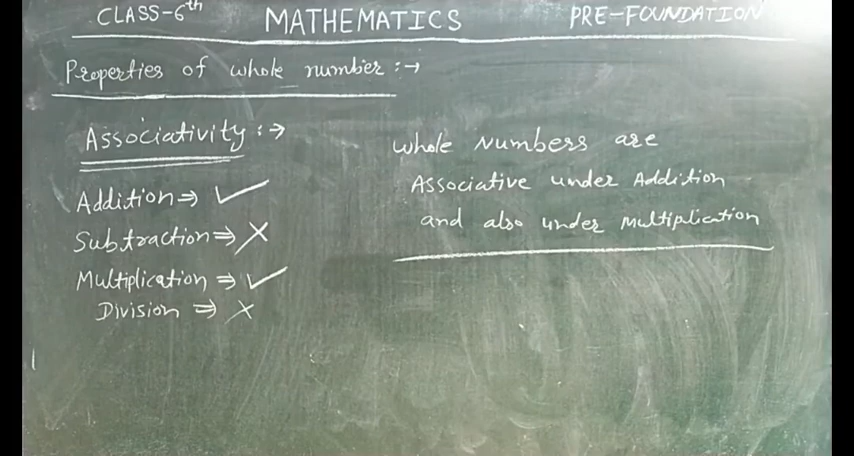 CLASS-6th MATHEMATICS PRE-FOUNDATION
Properties of whole number :→
Associativity :→
Addition ⇒ ✓
Subtraction ⇒ ×
Multiplication ⇒ ✓
Division ⇒ ×
whole numbers are
Associative under Addition
and also under Multiplication